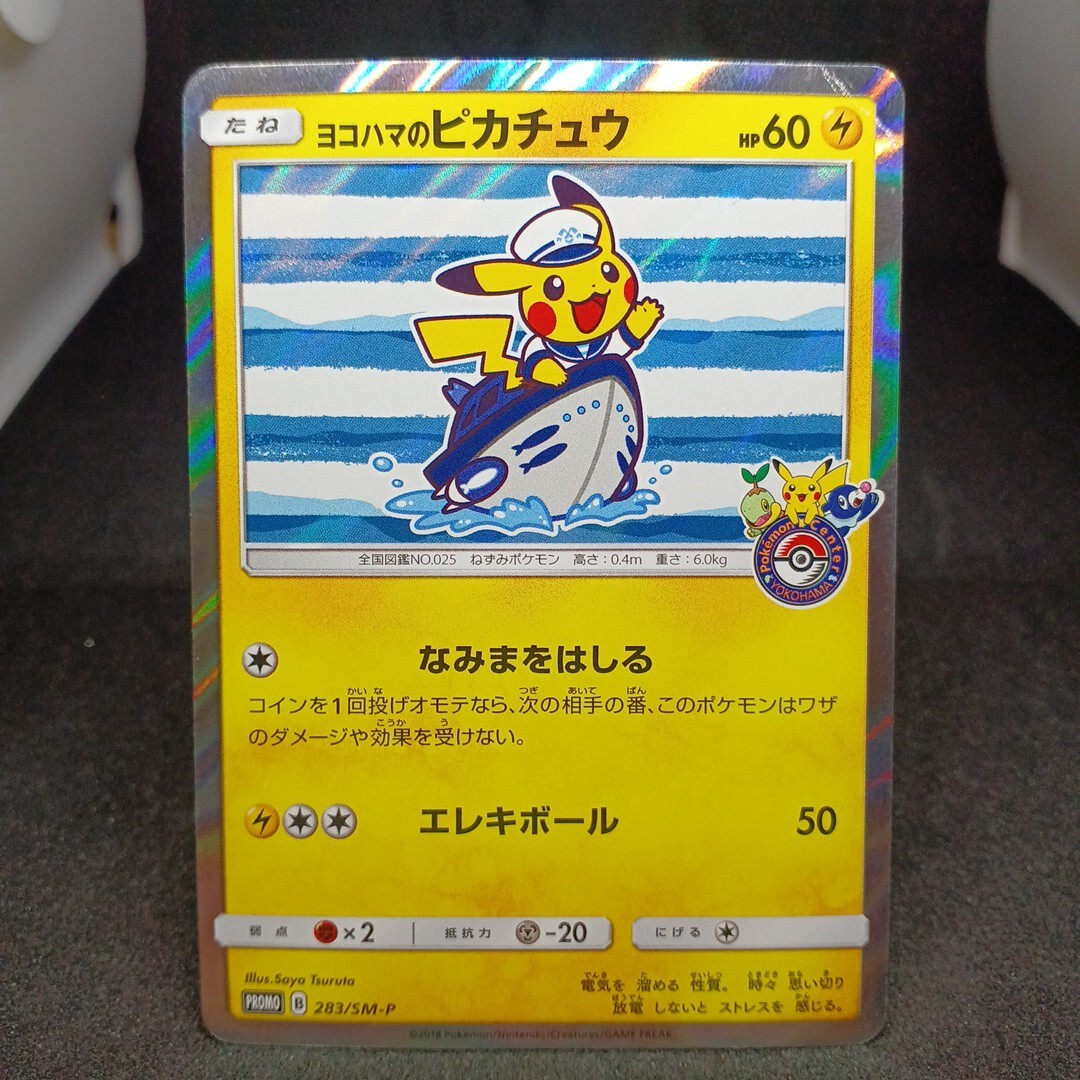 たね ヨコハマのピカチュウ HP60
全国図鑑NO.025 ねずみポケモン 高さ:0.4m 重さ:6.0kg
Pokémon Center
YOKOHAMA
なみまをはしる
コインを1回投げオモテなら、次の相手の番、このポケモンはワザ
のダメージや効果を受けない。
エレキボール 50
弱点 ×2 抵抗力 -20 にげる
Illus.Saya Tsuruta
電気を 溜める 性質。 時々 思い切り
放電 しないと ストレスを 感じる。
PROMO B 283/SM-P
©2018 Pokémon/Nintendo/Creatures/GAME FREAK